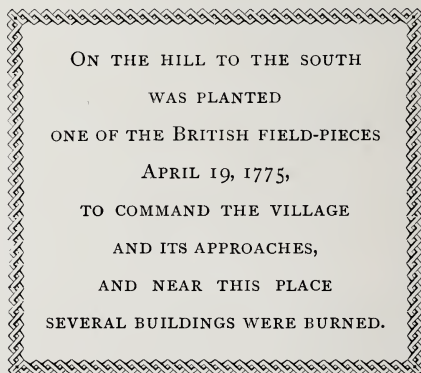 On the hill to the south
was planted
one of the British field-pieces
April 19, 1775,
to command the village
and its approaches,
and near this place
several buildings were burned.